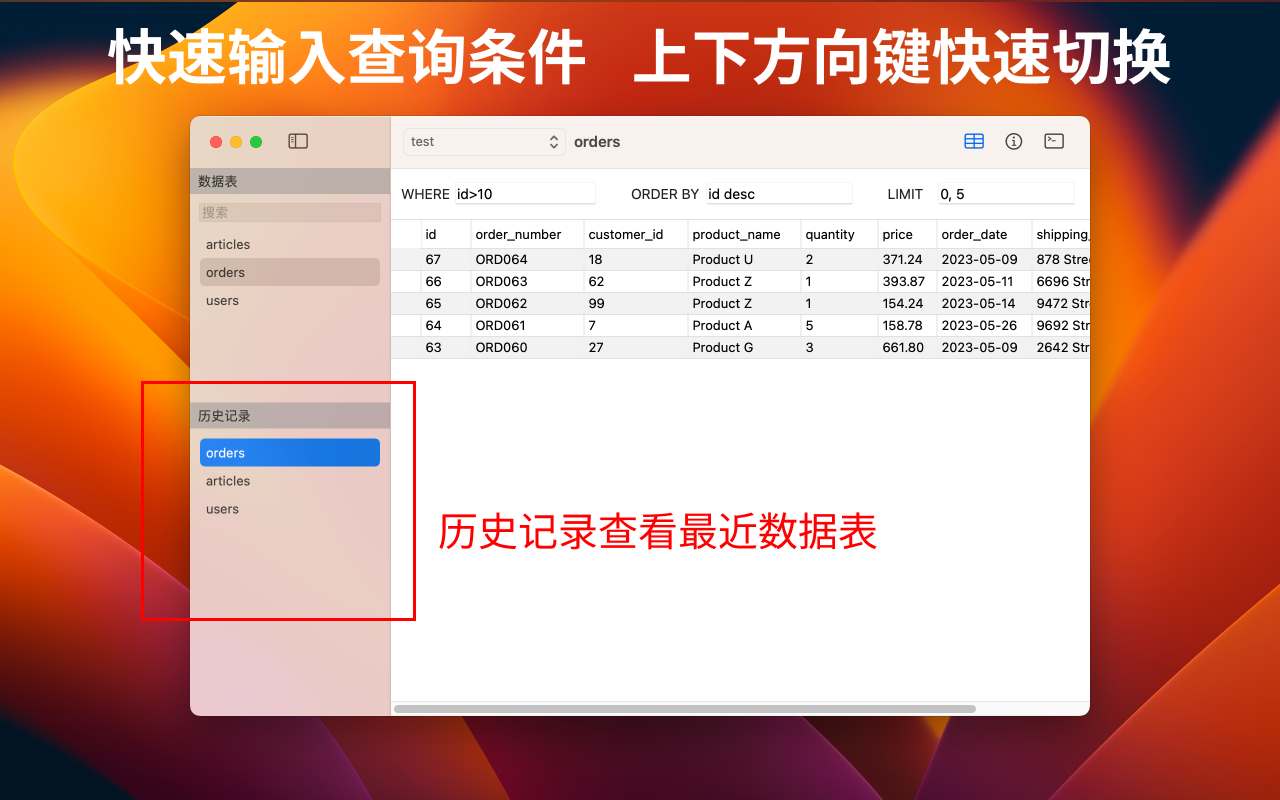 快速输入查询条件 上下方向键快速切换
test orders
数据表
搜索
articles
orders
users
历史记录
orders
articles
users
WHERE id>10 ORDER BY id desc LIMIT 0, 5
id order_number customer_id product_name quantity price order_date shipping_
67 ORD064 18 Product U 2 371.24 2023-05-09 878 Stree
66 ORD063 62 Product Z 1 393.87 2023-05-11 6696 Str
65 ORD062 99 Product Z 1 154.24 2023-05-14 9472 Str
64 ORD061 7 Product A 5 158.78 2023-05-26 9692 Str
63 ORD060 27 Product G 3 661.80 2023-05-09 2642 Str
历史记录查看最近数据表